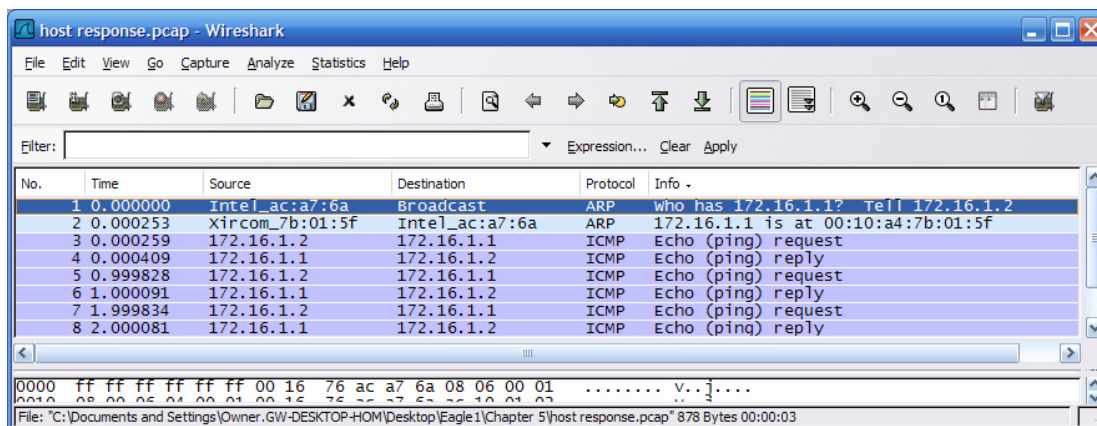 host response.pcap - Wireshark
File Edit View Go Capture Analyze Statistics Help
Filter: Expression... Clear Apply
No. Time Source Destination Protocol Info
1 0.000000 Intel_ac:a7:6a Broadcast ARP who has 172.16.1.1? Tell 172.16.1.2
2 0.000253 Xircom_7b:01:5f Intel_ac:a7:6a ARP 172.16.1.1 is at 00:10:a4:7b:01:5f
3 0.000259 172.16.1.2 172.16.1.1 ICMP Echo (ping) request
4 0.000409 172.16.1.1 172.16.1.2 ICMP Echo (ping) reply
5 0.999828 172.16.1.2 172.16.1.1 ICMP Echo (ping) request
6 1.000091 172.16.1.1 172.16.1.2 ICMP Echo (ping) reply
7 1.999834 172.16.1.2 172.16.1.1 ICMP Echo (ping) request
8 2.000081 172.16.1.1 172.16.1.2 ICMP Echo (ping) reply
0000 ff ff ff ff ff ff 00 16 76 ac a7 6a 08 06 00 01 ........ v..j....
File: "C:\Documents and Settings\Owner.GW-DESKTOP-HOM\Desktop\Eagle1\Chapter 5\host response.pcap" 878 Bytes 00:00:03